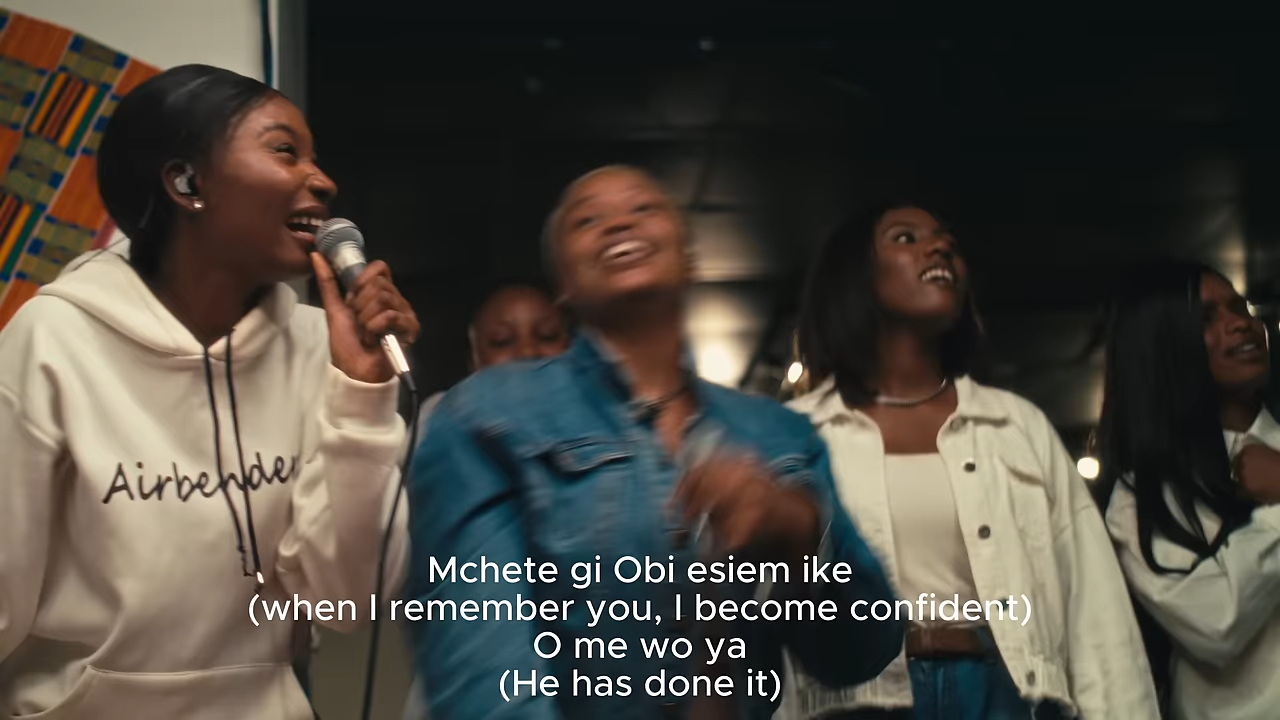 Airbender
Mchete gi Obi esiem ike
(when I remember you, I become confident)
O me wo ya
(He has done it)